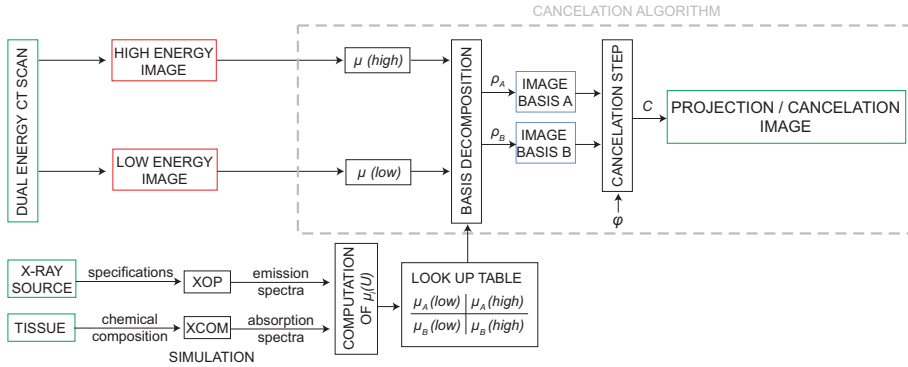 CANCELATION ALGORITHM
DUAL ENERGY CT SCAN
HIGH ENERGY
IMAGE
μ (high)
LOW ENERGY
IMAGE
μ (low)
BASIS DECOMPOSITION
ρA
IMAGE
BASIS A
ρB
IMAGE
BASIS B
CANCELATION STEP
φ
C
PROJECTION / CANCELATION
IMAGE
X-RAY
SOURCE
specifications
XOP
emission
spectra
TISSUE
chemical
composition
XCOM
absorption
spectra
SIMULATION
COMPUTATION
OF μi(U)
LOOK UP TABLE
μA(low) μA(high)
μB(low) μB(high)